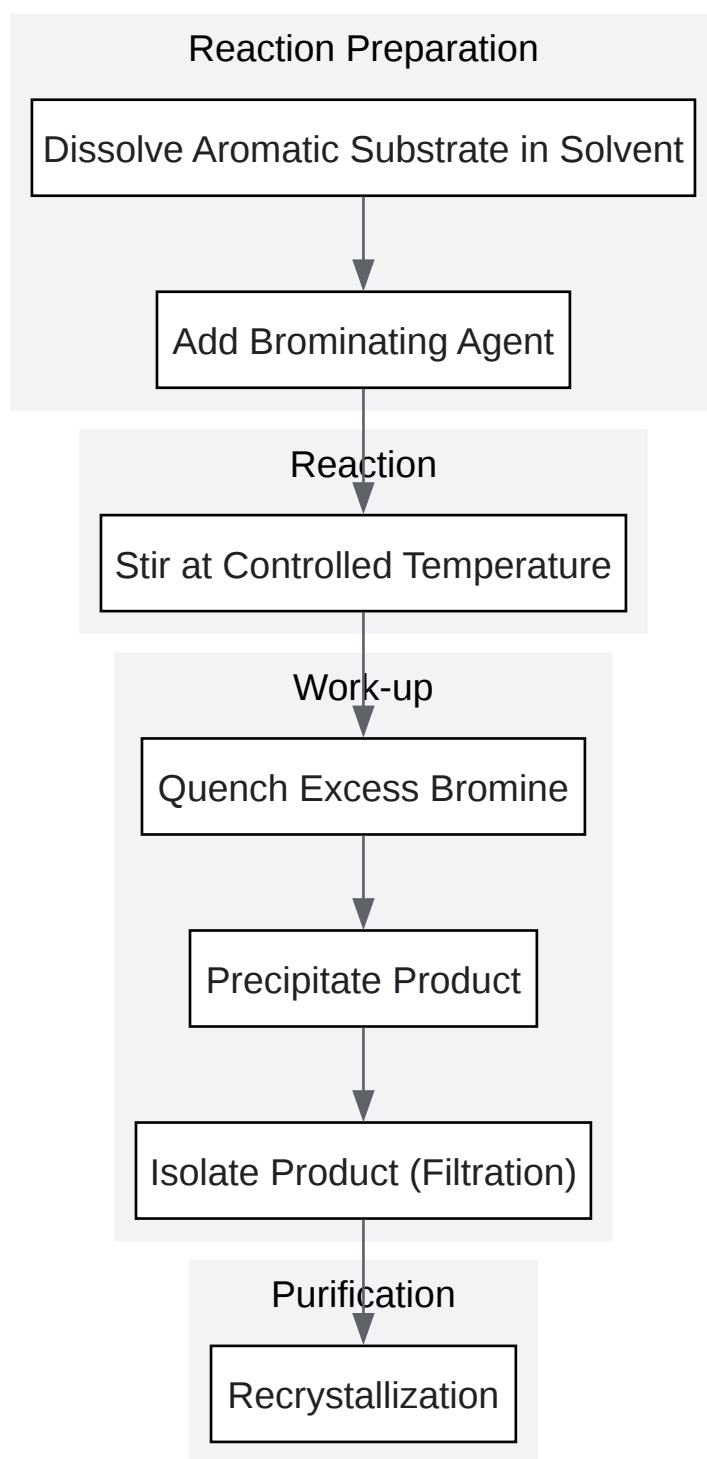 Reaction Preparation
Dissolve Aromatic Substrate in Solvent
Add Brominating Agent
Reaction
Stir at Controlled Temperature
Work-up
Quench Excess Bromine
Precipitate Product
Isolate Product (Filtration)
Purification
Recrystallization